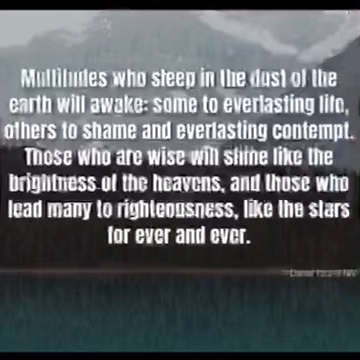 Multitudes who sleep in the dust of the
earth will awake: some to everlasting life,
others to shame and everlasting contempt.
Those who are wise will shine like the
brightness of the heavens, and those who
lead many to righteousness, like the stars
for ever and ever.